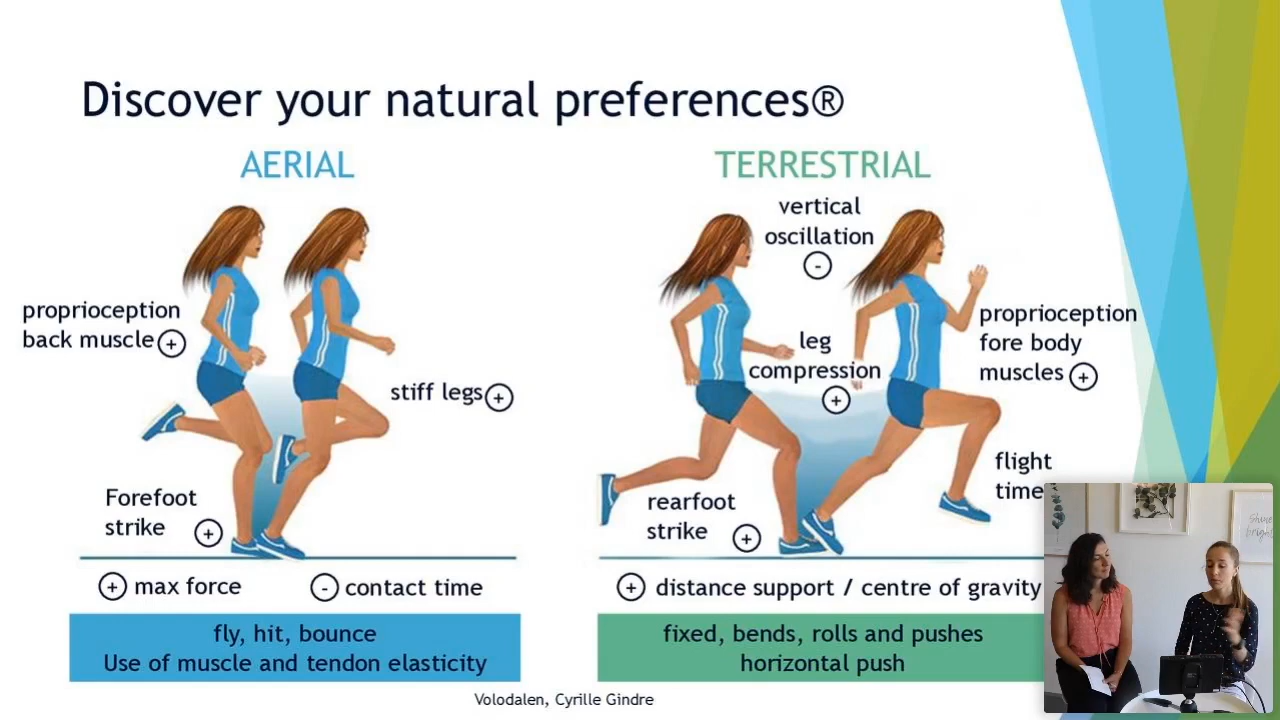 Discover your natural preferences®
AERIAL
proprioception
back muscle +
stiff legs +
Forefoot
strike +
+ max force
- contact time
fly, hit, bounce
Use of muscle and tendon elasticity
TERRESTRIAL
vertical
oscillation
-
leg
compression
+
proprioception
fore body
muscles +
flight
time
rearfoot
strike +
+ distance support / centre of gravity
fixed, bends, rolls and pushes
horizontal push
Volodalen, Cyrille Gindre
Shine
bright